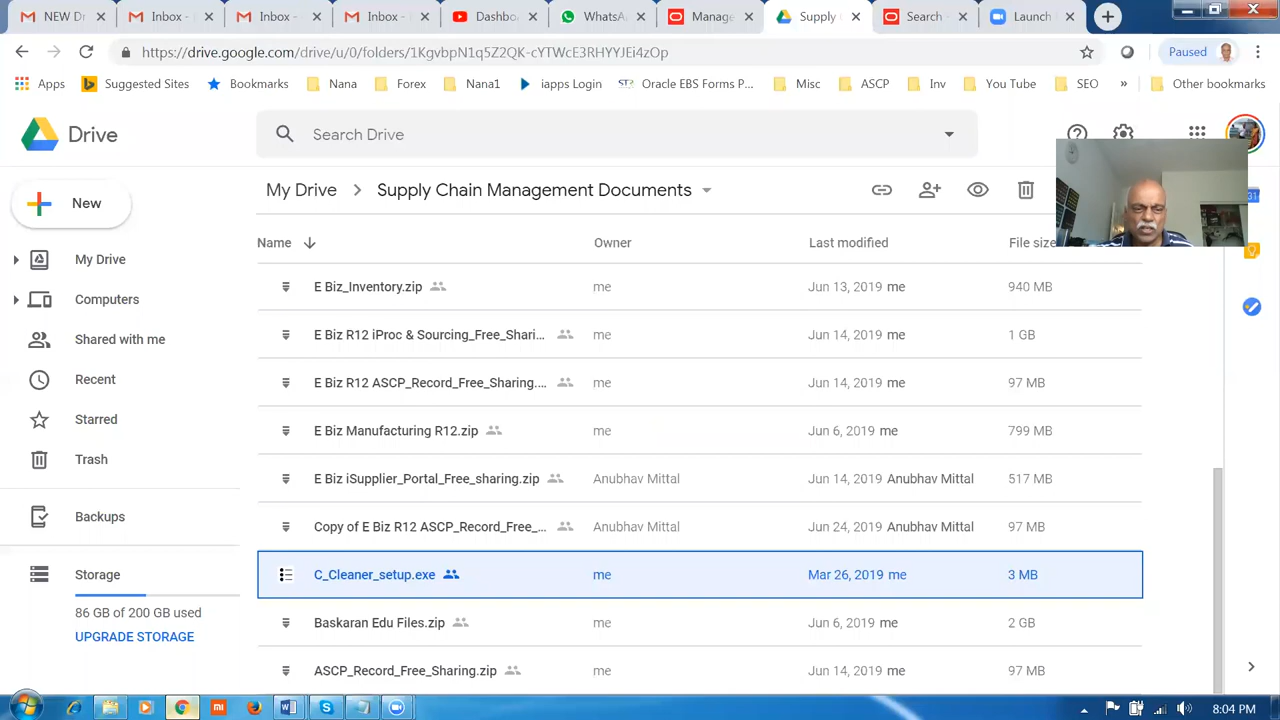 NEW D
Inbox -
Inbox -
Inbox
WhatsA
Manage
Supply
Sear
Launch
https://drive.google.com/drive/u/0/folders/
Paused
Apps
Suggested Sites
Bookmarks
Nana
Forex
Nana1
iapps Login
Oracle EBS Forms P...
Misc
ASCP
Inv
You Tube
SEO
»
Other bookmarks
Drive
Search Drive
New
My Drive
Supply Chain Management Documents
31
Name
Owner
Last modified
File size
My Drive
Computers
Shared with me
Recent
Starred
Trash
Backups
Storage
86 GB of 200 GB used
UPGRADE STORAGE
E Biz_Inventory.zip me Jun 13, 2019 me 940 MB
E Biz R12 iProc & Sourcing_Free_Shari... me Jun 14, 2019 me 1 GB
E Biz R12 ASCP_Record_Free_Sharing.... me Jun 14, 2019 me 97 MB
E Biz Manufacturing R12.zip me Jun 6, 2019 me 799 MB
E Biz iSupplier_Portal_Free_sharing.zip Anubhav Mittal Jun 14, 2019 Anubhav Mittal 517 MB
Copy of E Biz R12 ASCP_Record_Free_... Anubhav Mittal Jun 24, 2019 Anubhav Mittal 97 MB
C_Cleaner_setup.exe me Mar 26, 2019 me 3 MB
Baskaran Edu Files.zip me Jun 6, 2019 me 2 GB
ASCP_Record_Free_Sharing.zip me Jun 14, 2019 me 97 MB
8:04 PM